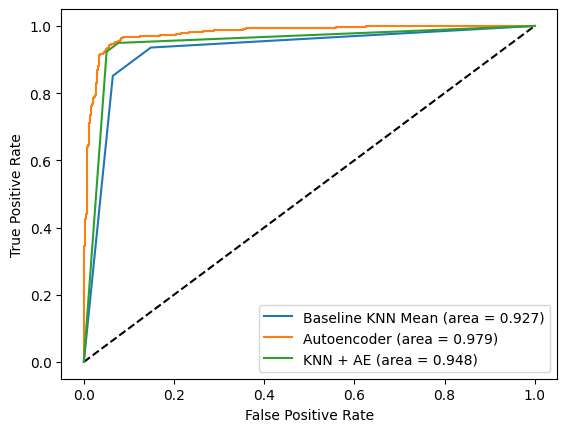 1.0
0.8
0.6
0.4
0.2
0.0
True Positive Rate
Baseline KNN Mean (area = 0.927)
Autoencoder (area = 0.979)
KNN + AE (area = 0.948)
0.0 0.2 0.4 0.6 0.8 1.0
False Positive Rate